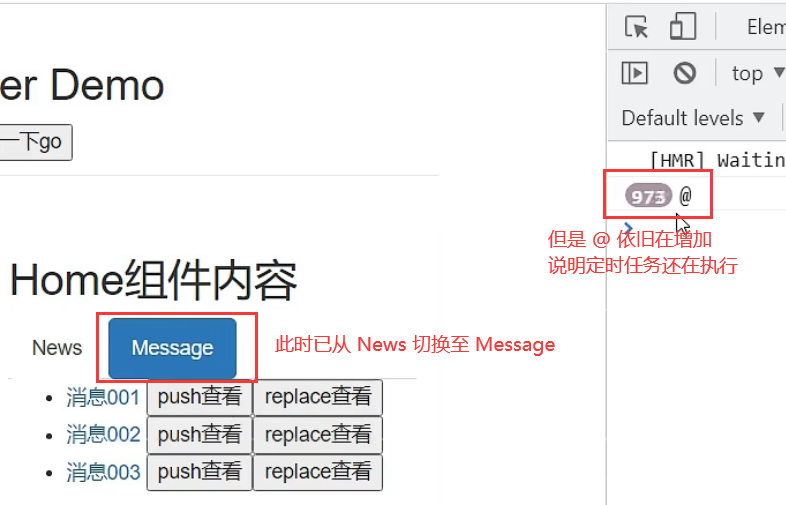 Elem
er Demo
top
一下go
Default levels
[HMR] Waitin
973 @
但是 @ 依旧在增加
说明定时任务还在执行
Home组件内容
News
Message
此时已从 News 切换至 Message
消息001 push查看 replace查看
消息002 push查看 replace查看
消息003 push查看 replace查看